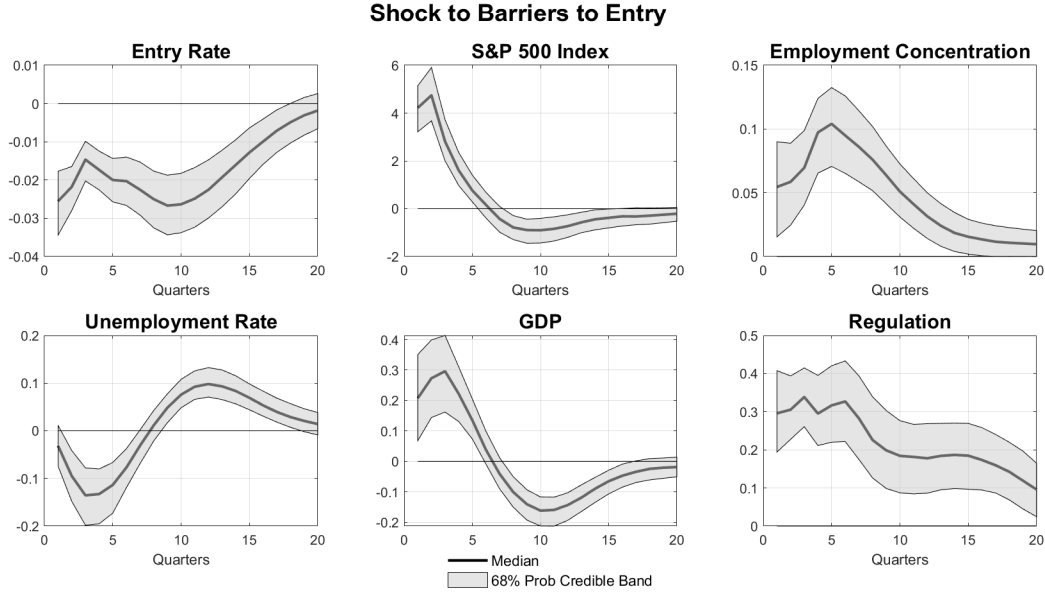 Shock to Barriers to Entry
Entry Rate
0.01
0
-0.01
-0.02
-0.03
-0.04
0 5 10 15 20
Quarters
S&P 500 Index
6
4
2
0
-2
0 5 10 15 20
Quarters
Employment Concentration
0.15
0.1
0.05
0
0 5 10 15 20
Quarters
Unemployment Rate
0.2
0.1
0
-0.1
-0.2
0 5 10 15 20
Quarters
GDP
0.4
0.3
0.2
0.1
0
-0.1
-0.2
0 5 10 15 20
Quarters
Regulation
0.5
0.4
0.3
0.2
0.1
0
0 5 10 15 20
Quarters
Median
68% Prob Credible Band